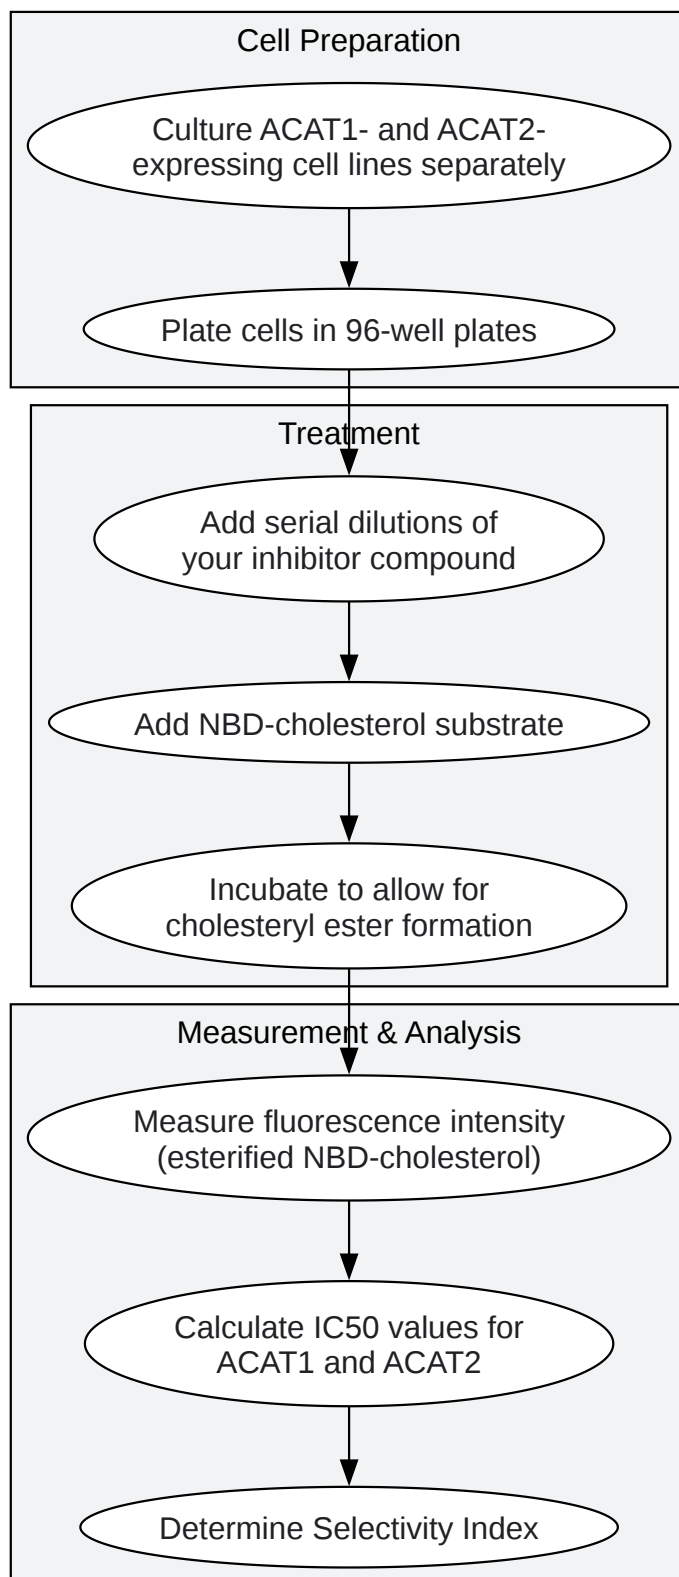 Cell Preparation
Culture ACAT1- and ACAT2-
expressing cell lines separately
Plate cells in 96-well plates
Treatment
Add serial dilutions of
your inhibitor compound
Add NBD-cholesterol substrate
Incubate to allow for
cholesteryl ester formation
Measurement & Analysis
Measure fluorescence intensity
(esterified NBD-cholesterol)
Calculate IC50 values for
ACAT1 and ACAT2
Determine Selectivity Index